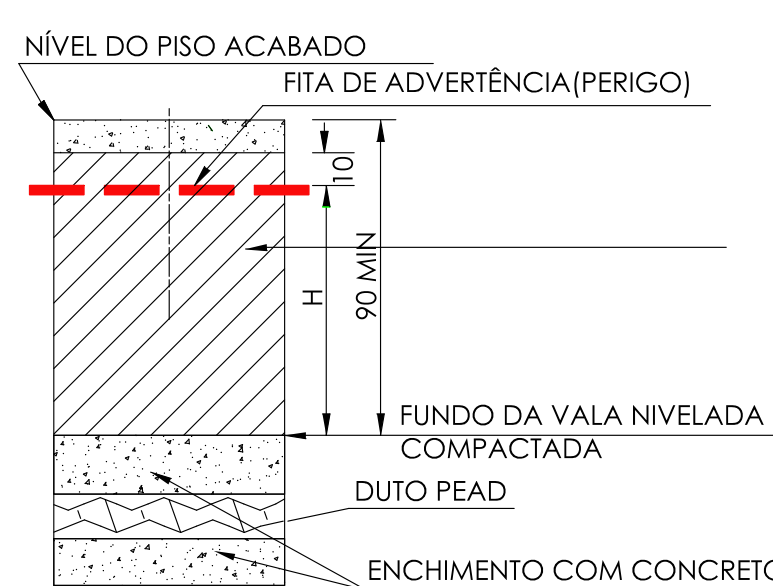 NÍVEL DO PISO ACABADO
FITA DE ADVERTÊNCIA(PERIGO)
10
H
90 MIN
FUNDO DA VALA NIVELADA
COMPACTADA
DUTO PEAD
ENCHIMENTO COM CONCRETO